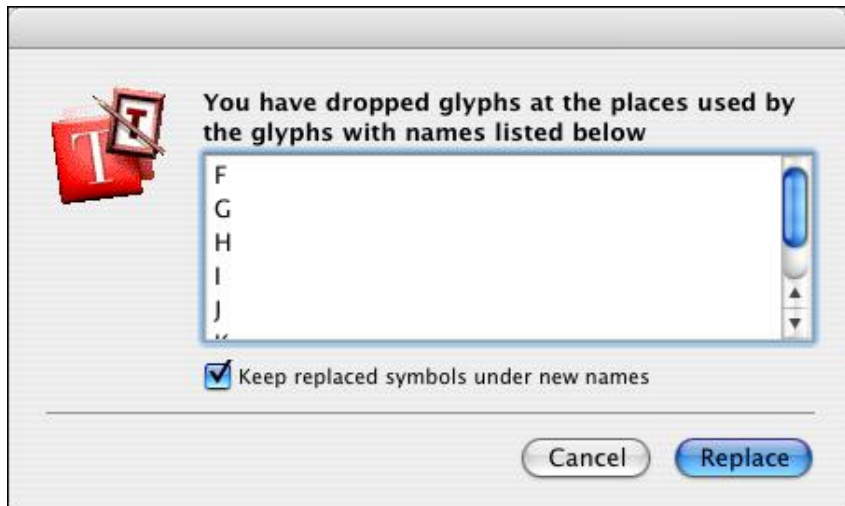 You have dropped glyphs at the places used by
the glyphs with names listed below
F
G
H
I
J
Keep replaced symbols under new names
Cancel
Replace